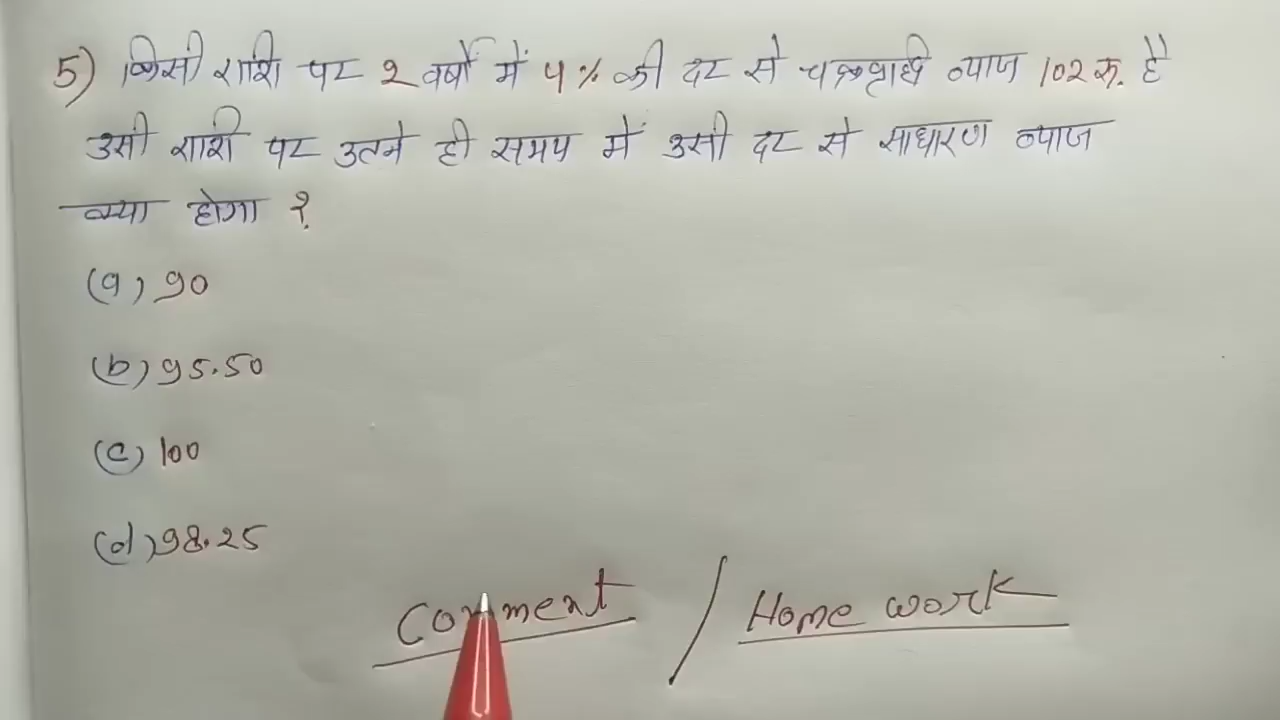 5) किसी राशि पर 2 वर्षों में 4% की दर से चक्रवृद्धि ब्याज 102 रु. है
उसी राशि पर उतने ही समय में उसी दर से साधारण ब्याज
क्या होगा ?
(a) 90
(b) 95.50
(c) 100
(d) 98.25
Comment / Home work